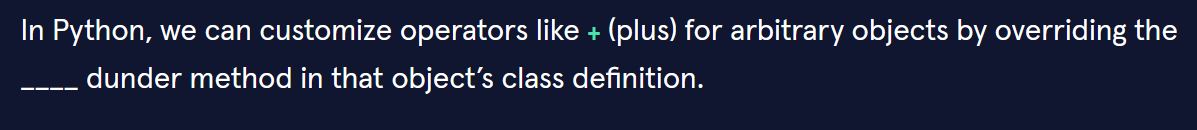 In Python, we can customize operators like + (plus) for arbitrary objects by overriding the
____ dunder method in that object’s class definition.